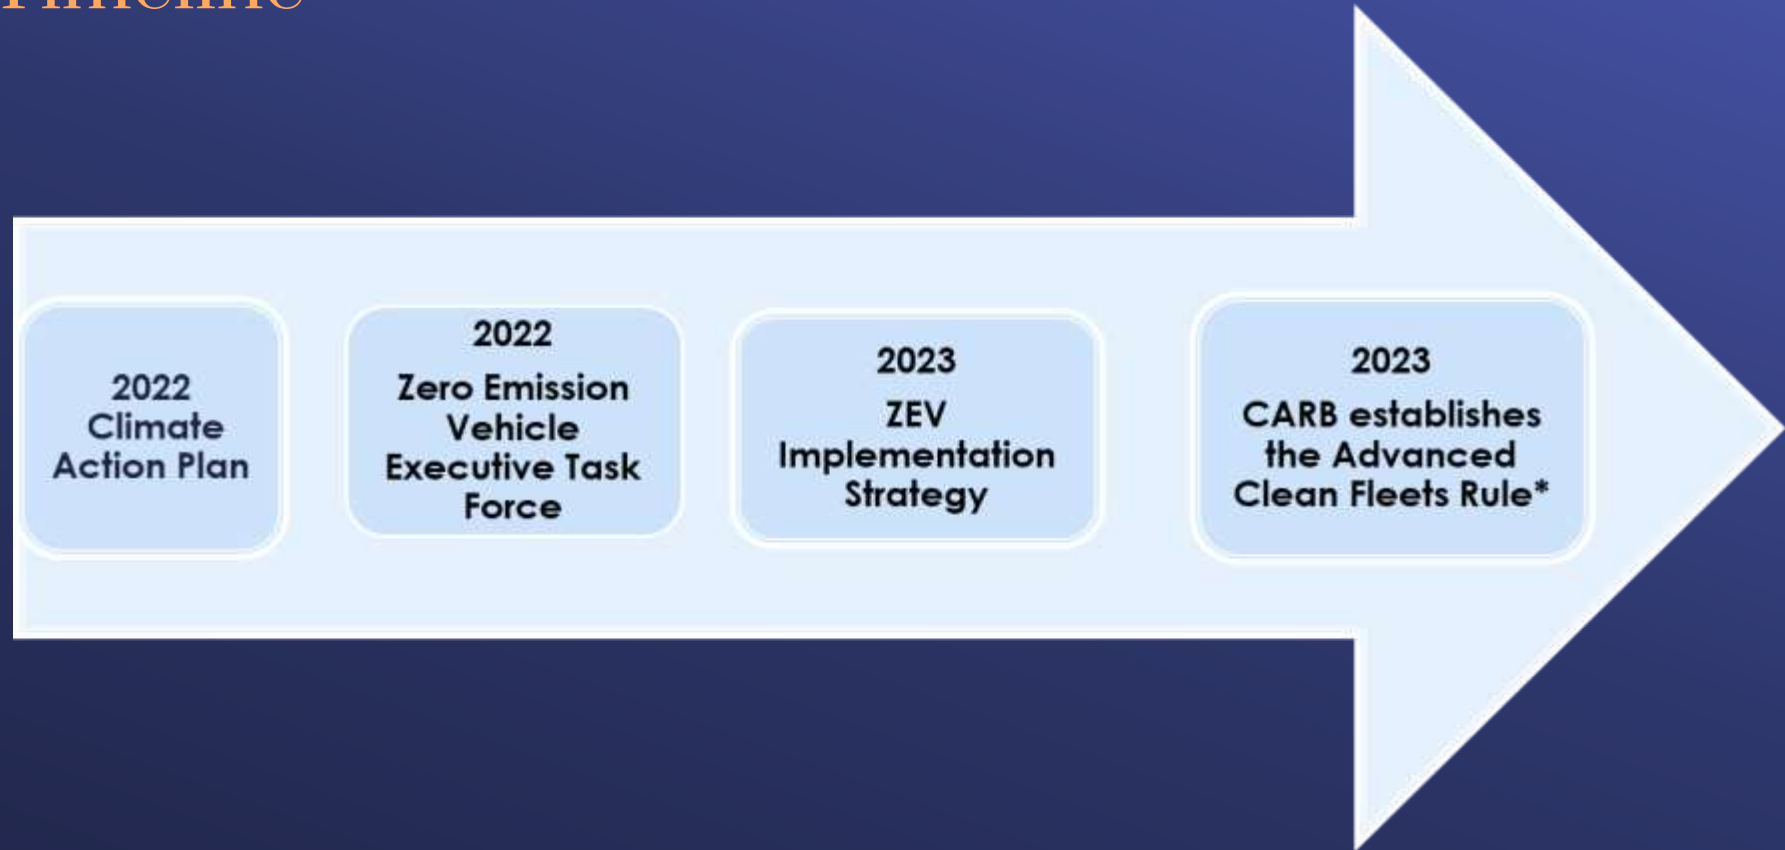 Timeline
2022
Climate
Action Plan
2022
Zero Emission
Vehicle
Executive Task
Force
2023
ZEV
Implementation
Strategy
2023
CARB establishes
the Advanced
Clean Fleets Rule*